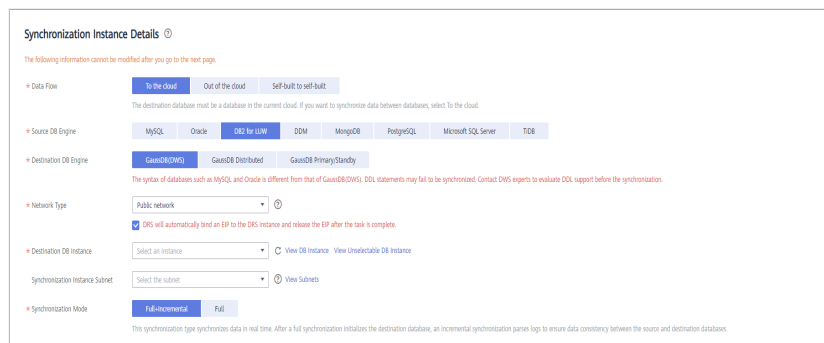 Synchronization Instance Details
The following information cannot be modified after you go to the next page.
* Data Flow To the cloud Out of the cloud Self-built to self-built
The destination database must be a database in the current cloud. If you want to synchronize data between databases, select To the cloud.
* Source DB Engine MySQL Oracle DB2 for LUW DDM MongoDB PostgreSQL Microsoft SQL Server TiDB
* Destination DB Engine GaussDB(DWS) GaussDB Distributed GaussDB Primary/Standby
The syntax of databases such as MySQL and Oracle is different from that of GaussDB(DWS). DDL statements may fail to be synchronized. Contact DWS experts to evaluate DDL support before the synchronization.
* Network Type Public network
DRS will automatically bind an EIP to the DRS instance and release the EIP after the task is complete.
* Destination DB Instance Select an instance View DB Instance View Unselectable DB Instance
Synchronization Instance Subnet Select the subnet View Subnets
* Synchronization Mode Full+Incremental Full
This synchronization type synchronizes data in real time. After a full synchronization initializes the destination database, an incremental synchronization parses logs to ensure data consistency between the source and destination databases.